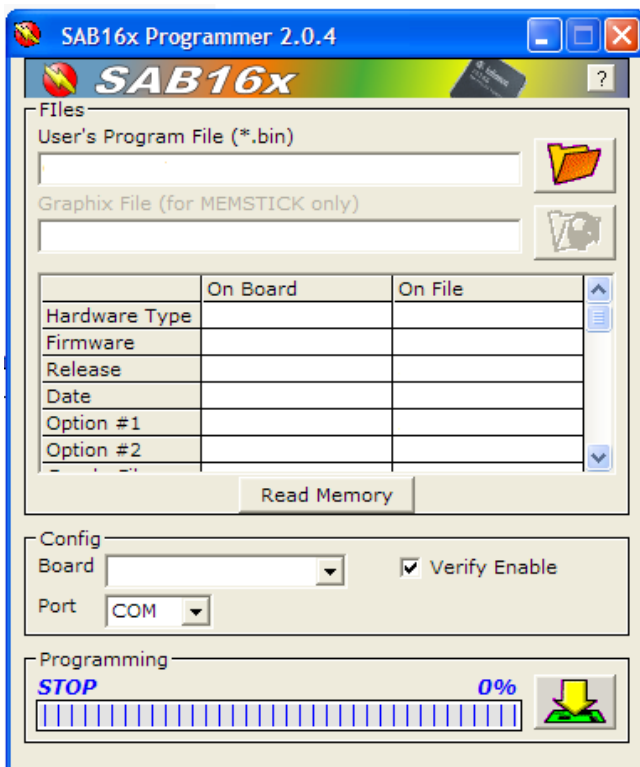 SAB16x Programmer 2.0.4
SAB16x
?
FIles
User's Program File (*.bin)
Graphix File (for MEMSTICK only)
On Board On File
Hardware Type
Firmware
Release
Date
Option #1
Option #2
Read Memory
Config
Board
Verify Enable
Port COM
Programming
STOP 0%